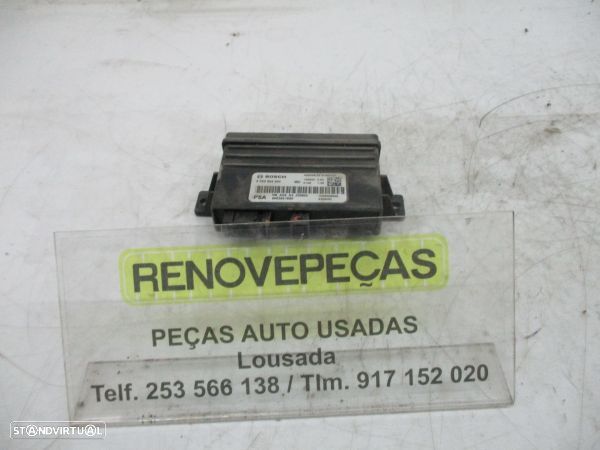 BOSCH
PSA
RENOVEPEÇAS
PEÇAS AUTO USADAS
Lousada
Telf. 253 566 138 / Tlm. 917 152 020
STANDVIRTUAL